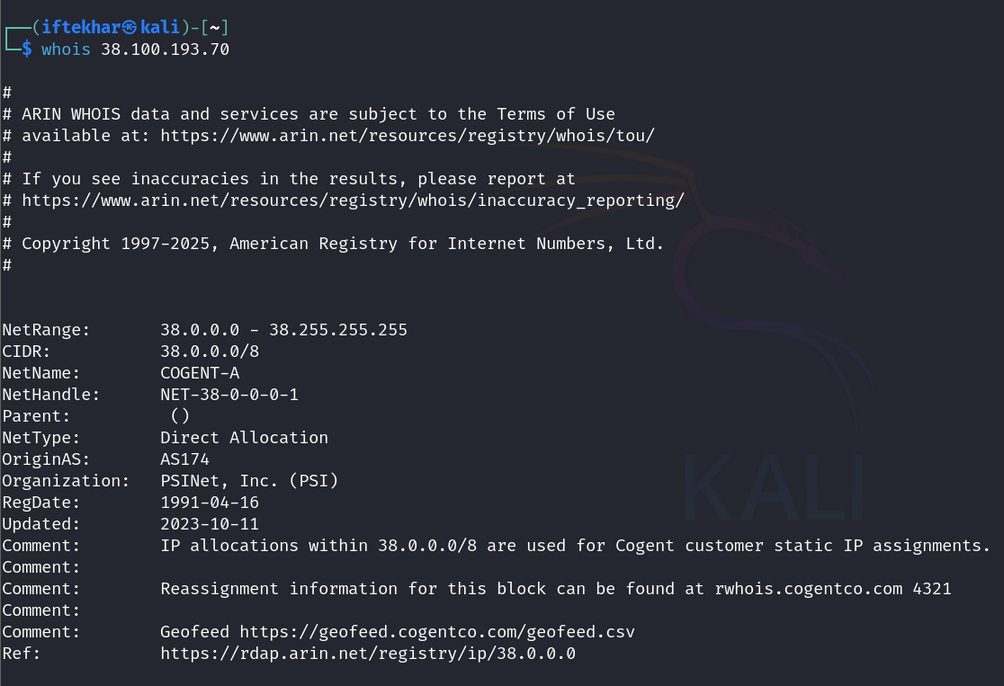 ┌──(iftekhar㉿kali)-[~]
└─$ whois 38.100.193.70
#
# ARIN WHOIS data and services are subject to the Terms of Use
# available at: https://www.arin.net/resources/registry/whois/tou/
#
# If you see inaccuracies in the results, please report at
# https://www.arin.net/resources/registry/whois/inaccuracy_reporting/
#
# Copyright 1997-2025, American Registry for Internet Numbers, Ltd.
#
NetRange:       38.0.0.0 - 38.255.255.255
CIDR:           38.0.0.0/8
NetName:        COGENT-A
NetHandle:      NET-38-0-0-0-1
Parent:          ()
NetType:        Direct Allocation
OriginAS:       AS174
Organization:   PSINet, Inc. (PSI)
RegDate:        1991-04-16
Updated:        2023-10-11
Comment:        IP allocations within 38.0.0.0/8 are used for Cogent customer static IP assignments.
Comment:
Comment:        Reassignment information for this block can be found at rwhois.cogentco.com 4321
Comment:
Comment:        Geofeed https://geofeed.cogentco.com/geofeed.csv
Ref:            https://rdap.arin.net/registry/ip/38.0.0.0
KALI